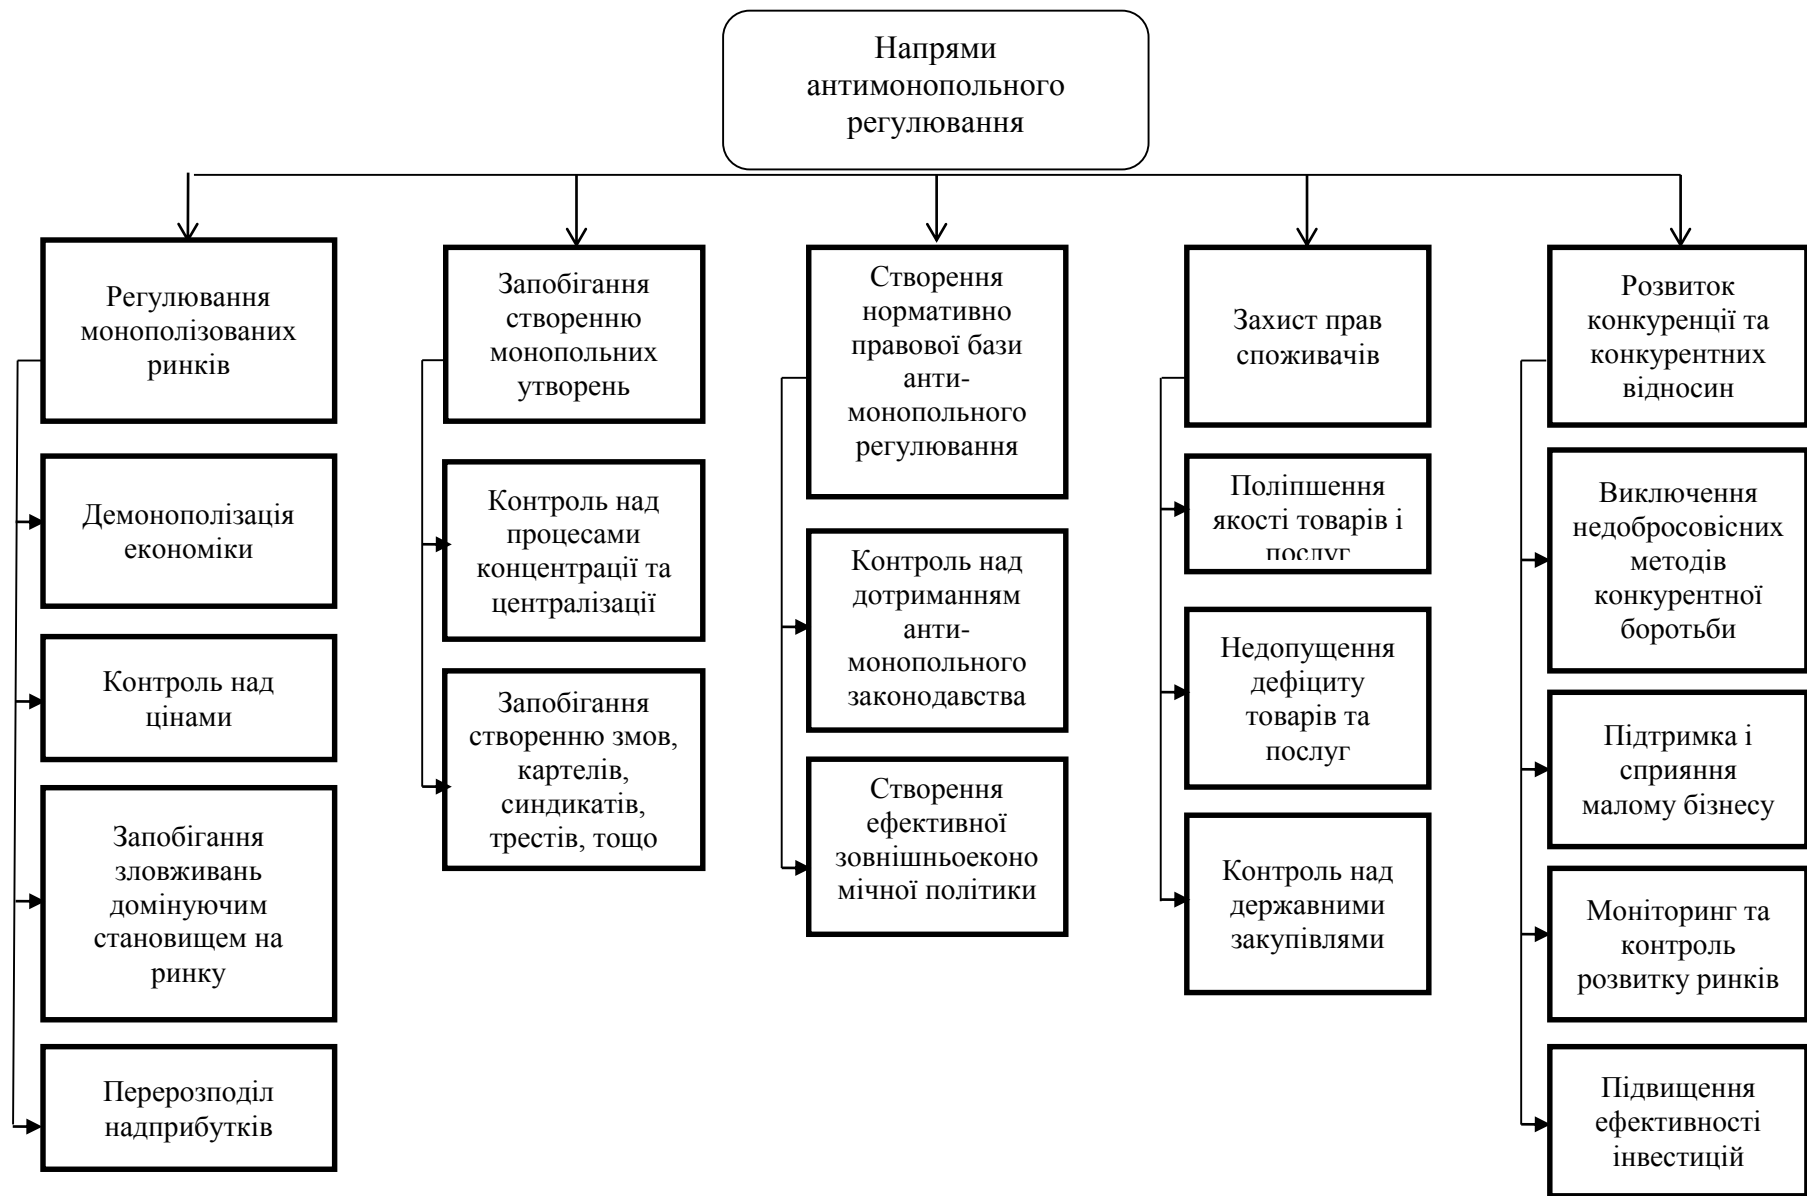 Напрями
антимонопольного
регулювання
Регулювання
монополізованих
ринків
Демонополізація
економіки
Контроль над
цінами
Запобігання
зловживань
домінуючим
становищем на
ринку
Перерозподіл
надприбутків
Запобігання
створенню
монопольних
утворень
Контроль над
процесами
концентрації та
централізації
Запобігання
створенню змов,
картелів,
синдикатів,
трестів, тощо
Створення
нормативно
правової бази
анти-
монопольного
регулювання
Контроль над
дотриманням
анти-
монопольного
законодавства
Створення
ефективної
зовнішньоеконо
мічної політики
Захист прав
споживачів
Поліпшення
якості товарів і
послуг
Недопущення
дефіциту
товарів та
послуг
Контроль над
державними
закупівлями
Розвиток
конкуренції та
конкурентних
відносин
Виключення
недобросовісних
методів
конкурентної
боротьби
Підтримка і
сприяння
малому бізнесу
Моніторинг та
контроль
розвитку ринків
Підвищення
ефективності
інвестицій